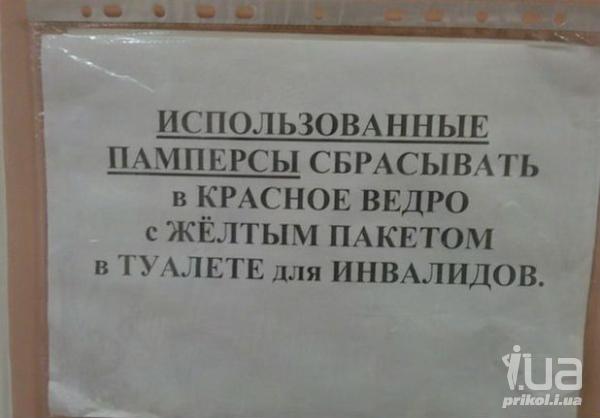 ИСПОЛЬЗОВАННЫЕ
ПАМПЕРСЫ СБРАСЫВАТЬ
в КРАСНОЕ ВЕДРО
с ЖЁЛТЫМ ПАКЕТОМ
в ТУАЛЕТЕ для ИНВАЛИДОВ.
i.ua
prikol.i.ua